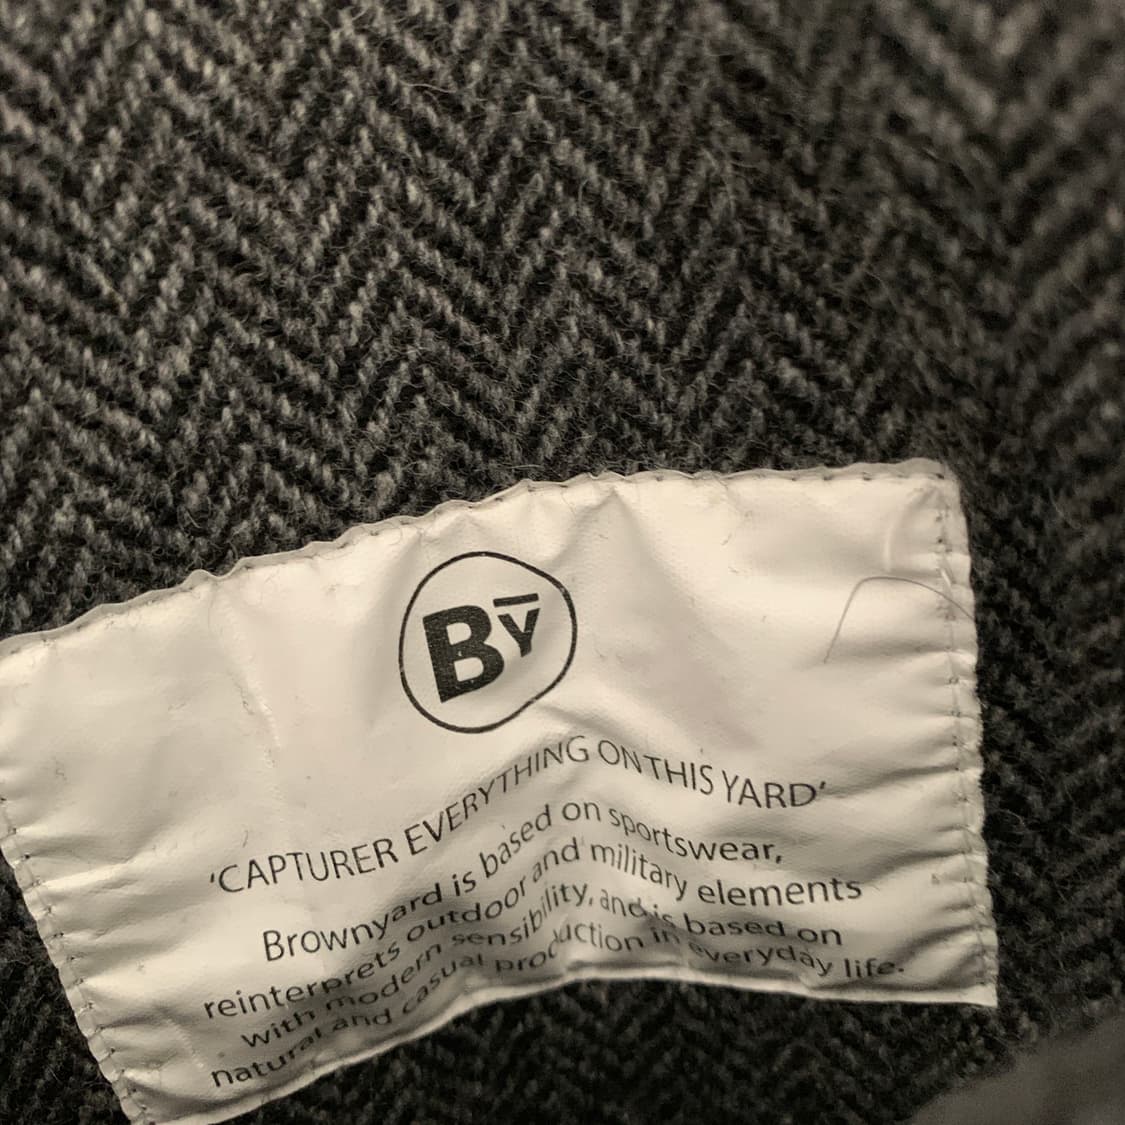 BY
'CAPTURER EVERYTHING ON THIS YARD'
Brownyard is based on sportswear,
reinterprets outdoor and military elements
with modern sensibility, and is based on
natural and casual production in everyday life.